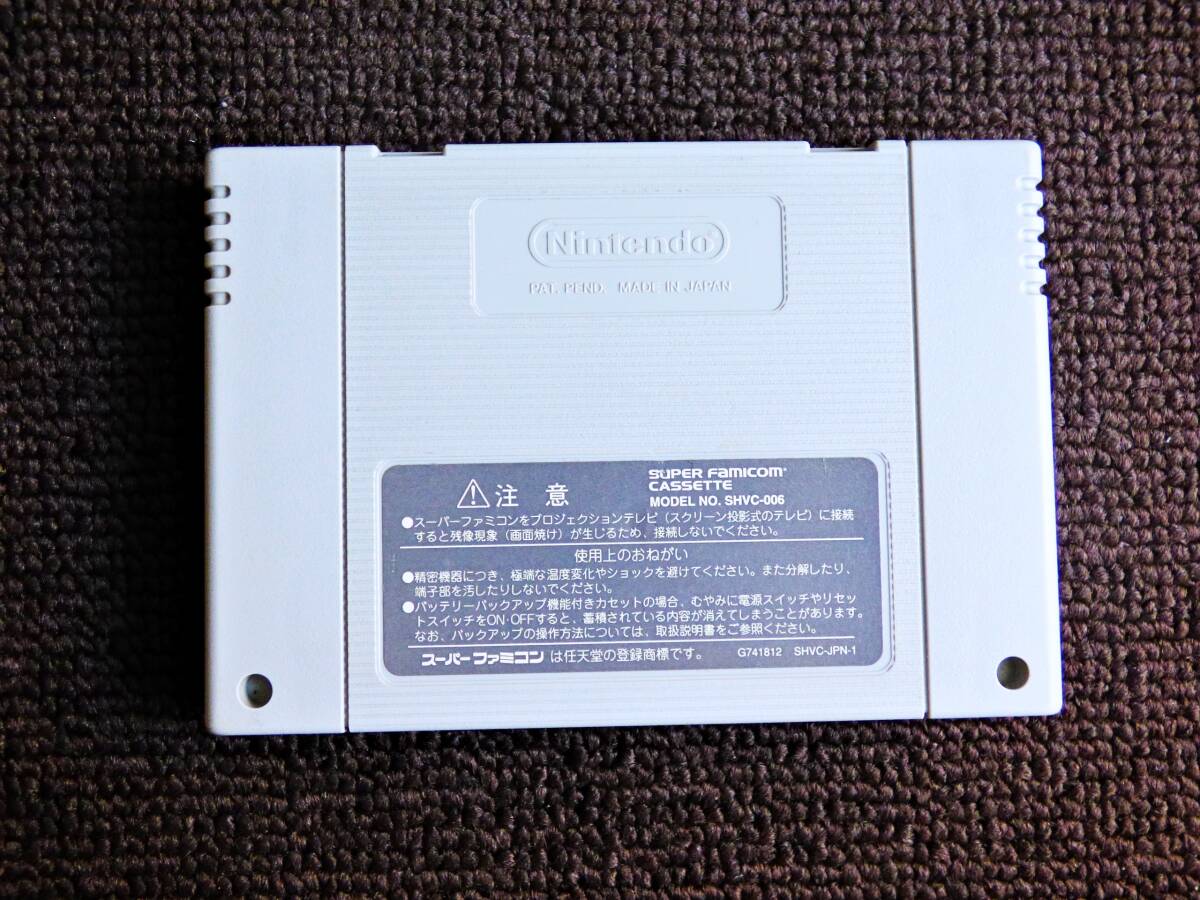 Nintendo
PAT. PEND. MADE IN JAPAN
SUPER FAMICOM
CASSETTE
注 意
MODEL NO. SHVC-006
●スーパーファミコンをプロジェクションテレビ（スクリーン投影式のテレビ）に接続
すると残像現象（画面焼け）が生じるため、接続しないでください。
使用上のおねがい
●精密機器につき、極端な温度変化やショックを避けてください。また分解したり、
端子部を汚したりしないでください。
●バッテリーバックアップ機能付きカセットの場合、むやみに電源スイッチやリセッ
トスイッチをON･OFFすると、蓄積されている内容が消えてしまうことがあります。
なお、バックアップの操作方法については、取扱説明書をご参照ください。
スーパーファミコン は任天堂の登録商標です。 G741812 SHVC-JPN-1